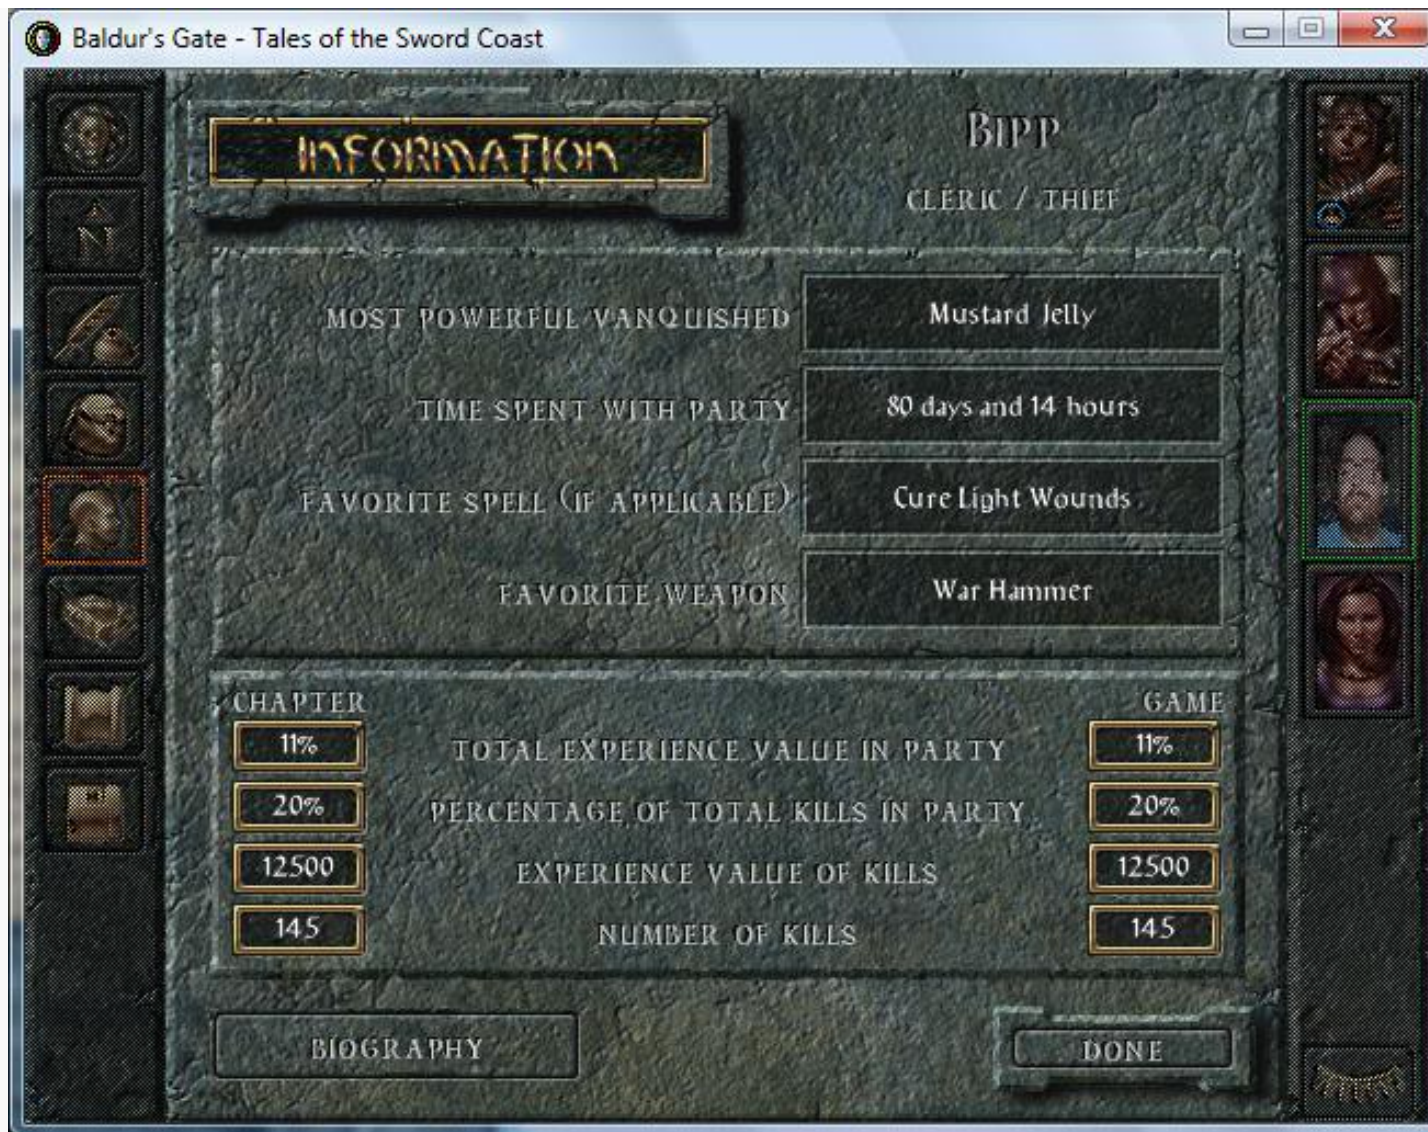 Baldur's Gate - Tales of the Sword Coast
INFORMATION
BIPP
CLERIC / THIEF
MOST POWERFUL VANQUISHED Mustard Jelly
TIME SPENT WITH PARTY 80 days and 14 hours
FAVORITE SPELL (IF APPLICABLE) Cure Light Wounds
FAVORITE WEAPON War Hammer
CHAPTER GAME
11% TOTAL EXPERIENCE VALUE IN PARTY 11%
20% PERCENTAGE OF TOTAL KILLS IN PARTY 20%
12500 EXPERIENCE VALUE OF KILLS 12500
145 NUMBER OF KILLS 145
BIOGRAPHY DONE